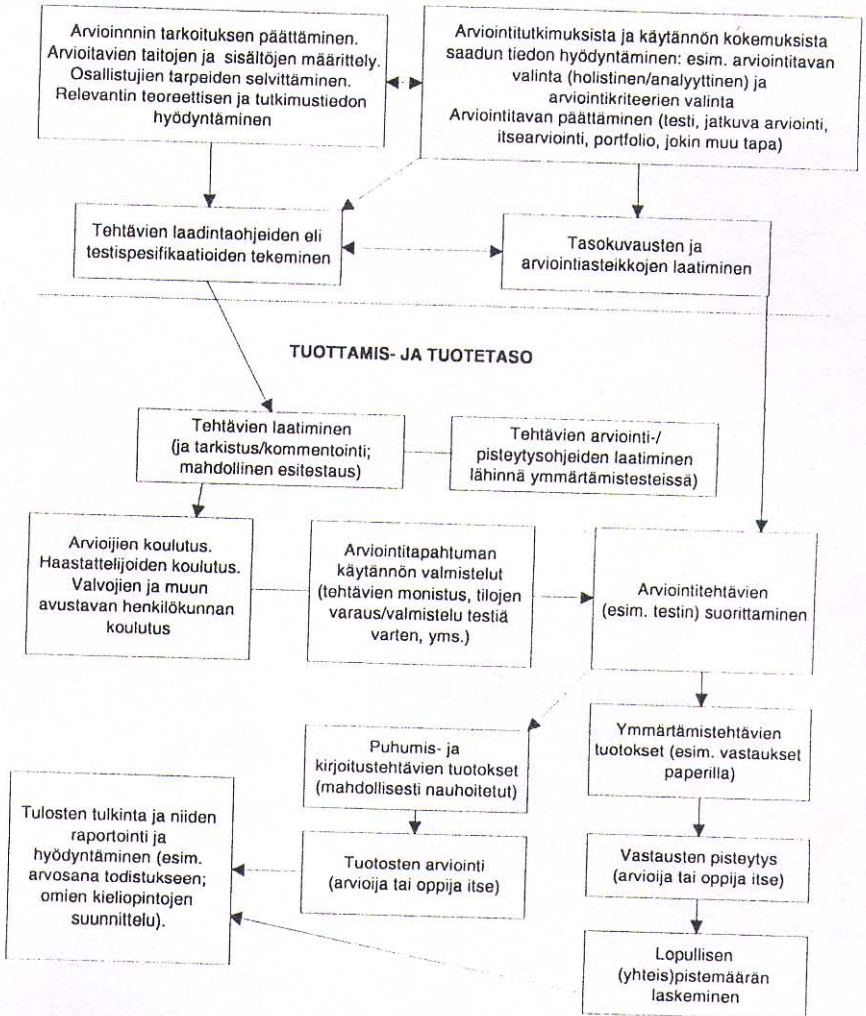 Arvioinnnin tarkoituksen päättäminen.
Arvioitavien taitojen ja sisältöjen määrittely.
Osallistujien tarpeiden selvittäminen.
Relevantin teoreettisen ja tutkimustiedon
hyödyntäminen
Arviointitutkimuksista ja käytännön kokemuksista
saadun tiedon hyödyntäminen: esim. arviointitavan
valinta (holistinen/analyyttinen) ja
arviointikriteerien valinta
Arviointitavan päättäminen (testi, jatkuva arviointi,
itsearviointi, portfolio, jokin muu tapa)
Tehtävien laadintaohjeiden eli
testispesifikaatioiden tekeminen
Tasokuvausten ja
arviointiasteikkojen laatiminen
TUOTTAMIS- JA TUOTETASO
Tehtävien laatiminen
(ja tarkistus/kommentointi;
mahdollinen esitestaus)
Tehtävien arviointi-/
pisteytysohjeiden laatiminen
lähinnä ymmärtämistesteissä)
Arvioijien koulutus.
Haastattelijoiden koulutus.
Valvojien ja muun
avustavan henkilökunnan
koulutus
Arviointitapahtuman
käytännön valmistelut
(tehtävien monistus, tilojen
varaus/valmistelu testiä
varten, yms.)
Arviointitehtävien
(esim. testin) suorittaminen
Puhumis- ja
kirjoitustehtävien tuotokset
(mahdollisesti nauhoitetut)
Ymmärtämistehtävien
tuotokset (esim. vastaukset
paperilla)
Tulosten tulkinta ja niiden
raportointi ja
hyödyntäminen (esim.
arvosana todistukseen;
omien kieliopintojen
suunnittelu).
Tuotosten arviointi
(arvioija tai oppija itse)
Vastausten pisteytys
(arvioija tai oppija itse)
Lopullisen
(yhteis)pistemäärän
laskeminen